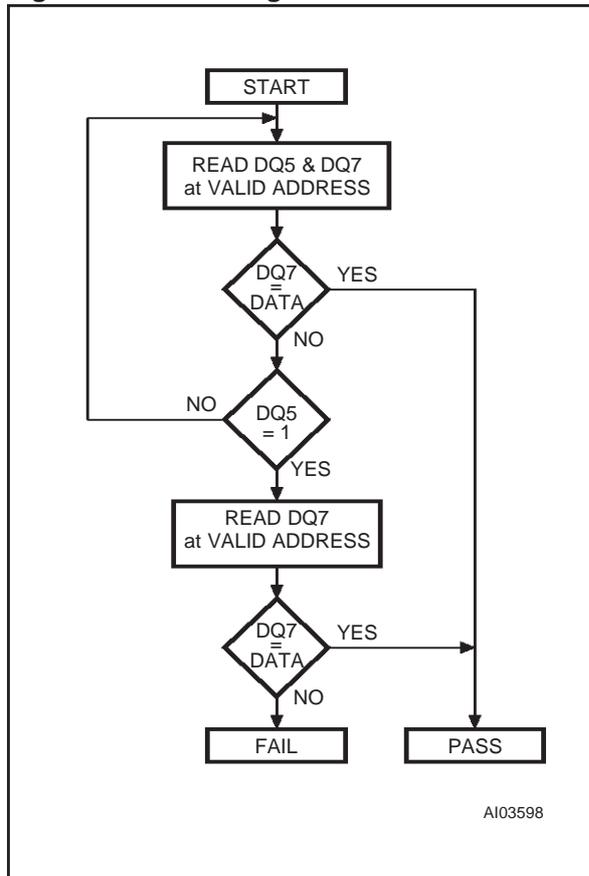 START
READ DQ5 & DQ7
at VALID ADDRESS
DQ7
=
DATA
YES
NO
NO
DQ5
= 1
YES
READ DQ7
at VALID ADDRESS
DQ7
=
DATA
YES
NO
FAIL
PASS
AI03598